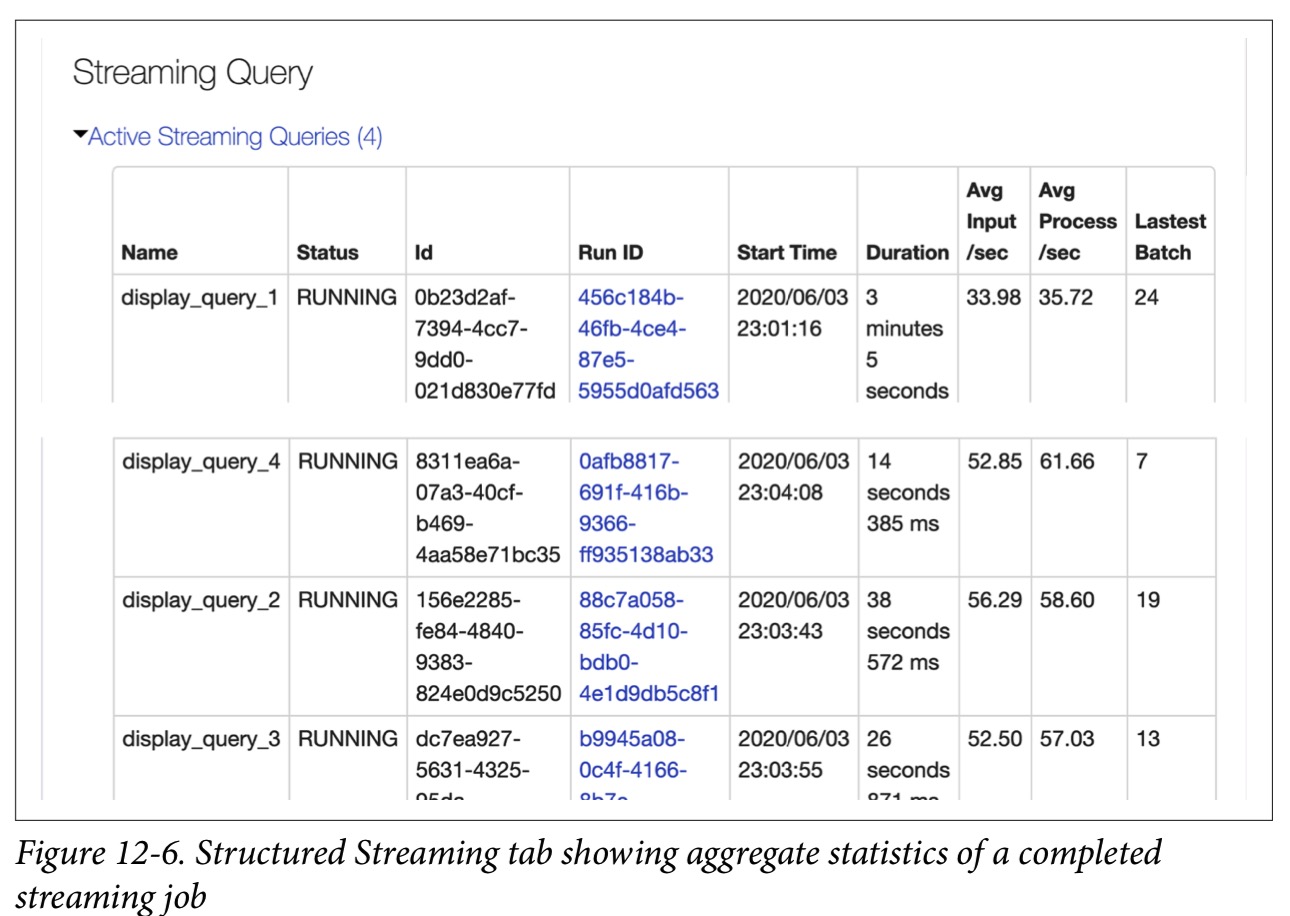 Streaming Query
Active Streaming Queries (4)
Name Status Id Run ID Start Time Duration Avg Input /sec Avg Process /sec Lastest Batch
display_query_1 RUNNING 0b23d2af- 456c184b- 2020/06/03 3 33.98 35.72 24
7394-4cc7- 46fb-4ce4- 23:01:16 minutes
9dd0- 87e5- 5
021d830e77fd 5955d0afd563 seconds
display_query_4 RUNNING 8311ea6a- 0afb8817- 2020/06/03 14 52.85 61.66 7
07a3-40cf- 691f-416b- 23:04:08 seconds
b469- 9366- 385 ms
4aa58e71bc35 ff935138ab33
display_query_2 RUNNING 156e2285- 88c7a058- 2020/06/03 38 56.29 58.60 19
fe84-4840- 85fc-4d10- 23:03:43 seconds
9383- bdb0- 572 ms
824e0d9c5250 4e1d9db5c8f1
display_query_3 RUNNING dc7ea927- b9945a08- 2020/06/03 26 52.50 57.03 13
5631-4325- 0c4f-4166- 23:03:55 seconds
Figure 12-6. Structured Streaming tab showing aggregate statistics of a completed
streaming job